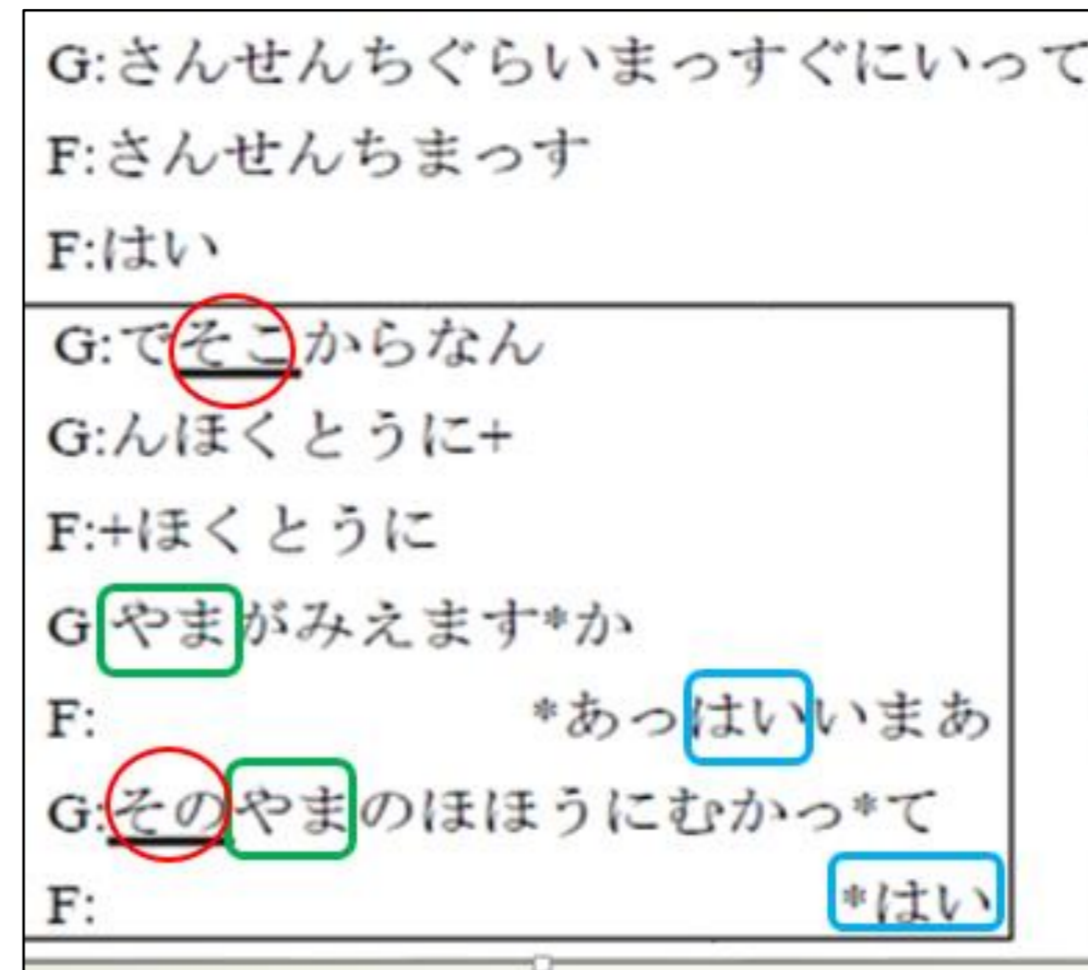 G:さんせんちぐらいまっすぐにいって
F:さんせんちまっす
F:はい
G:でそこからなん
G:んほくとうに+
F:+ほくとうに
G やまがみえます*か
F: *あっはいいまあ
G:そのやまのほほうにむかっ*て
F: *はい